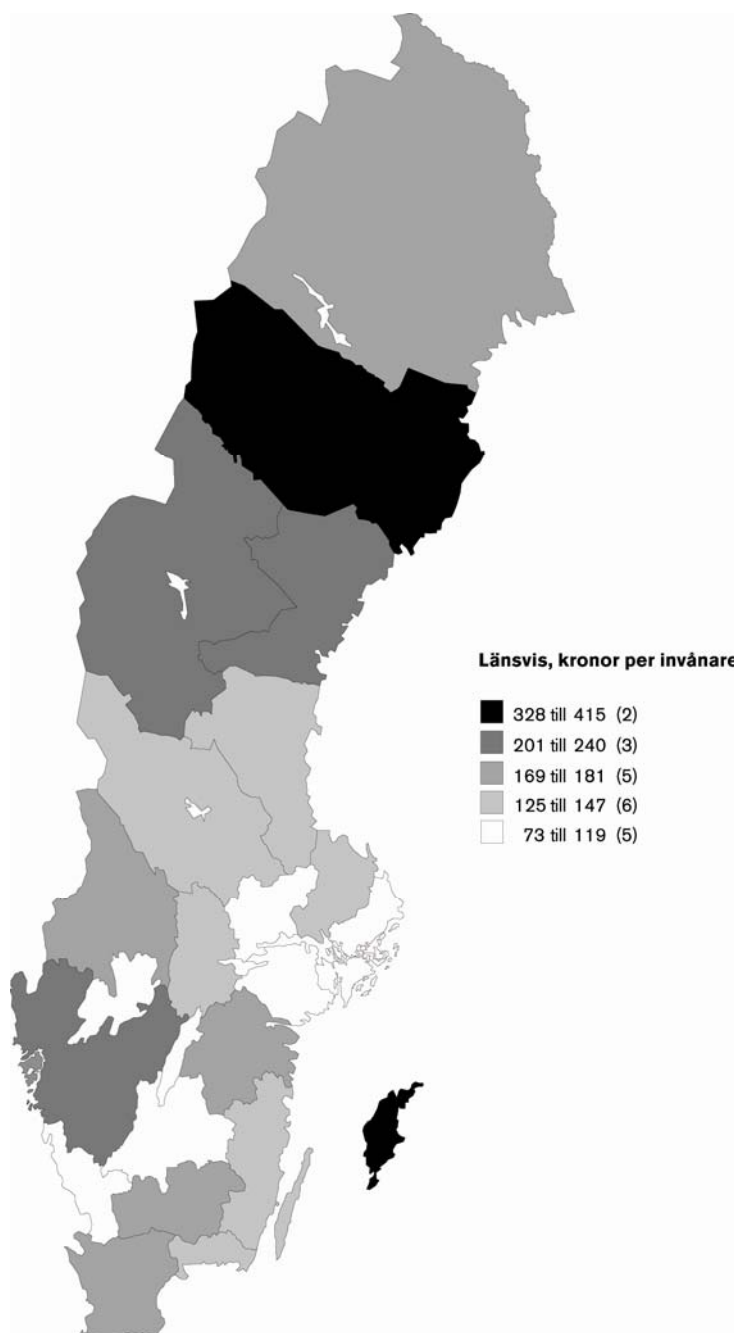 Länsvis, kronor per invånare
328 till 415 (2)
201 till 240 (3)
169 till 181 (5)
125 till 147 (6)
73 till 119 (5)